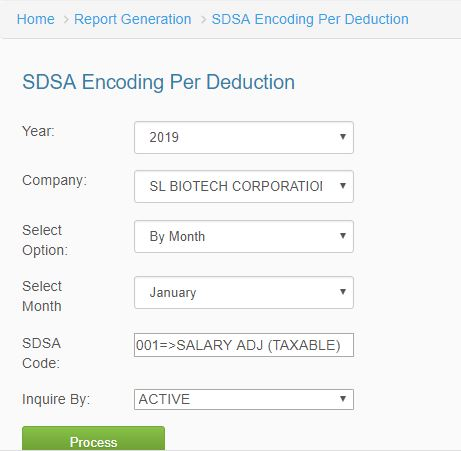 Home > Report Generation > SDSA Encoding Per Deduction
SDSA Encoding Per Deduction
Year: 2019
Company: SL BIOTECH CORPORATION
Select
Option: By Month
Select
Month January
SDSA
Code: 001=>SALARY ADJ (TAXABLE)
Inquire By: ACTIVE
Process